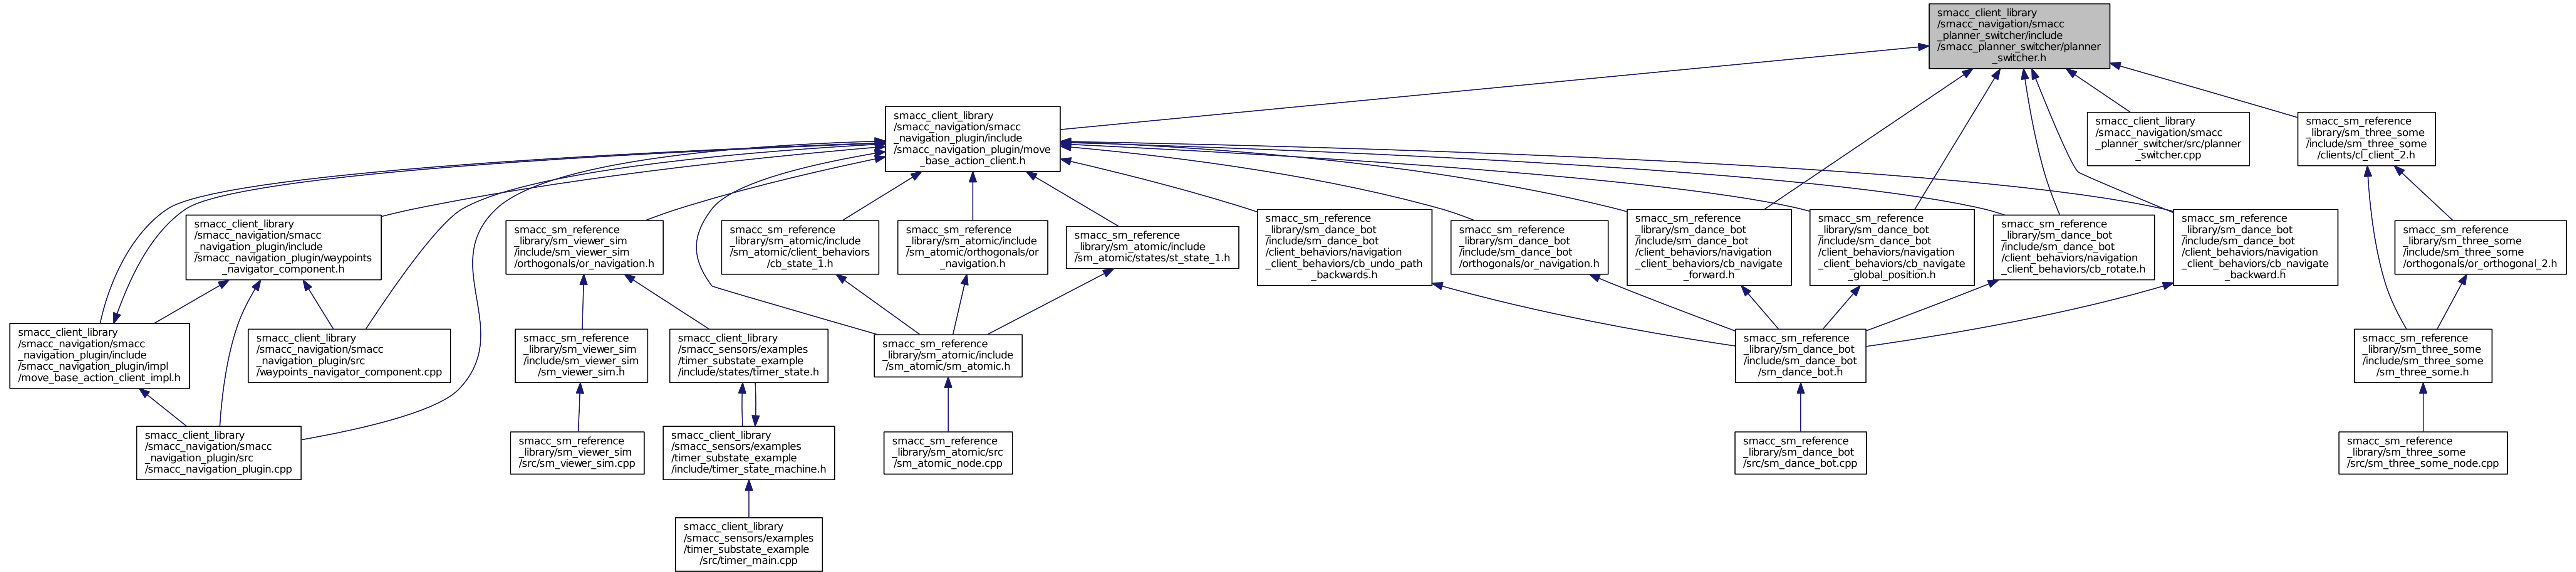 smacc_client_library
/smacc_navigation/smacc
_planner_switcher/include
/smacc_planner_switcher/planner
_switcher.h
smacc_client_library
/smacc_navigation/smacc
_navigation_plugin/include
/smacc_navigation_plugin/move
_base_action_client.h
smacc_client_library
/smacc_navigation/smacc
_planner_switcher/src/planner
_switcher.cpp
smacc_sm_reference
_library/sm_three_some
/include/sm_three_some
/clients/cl_client_2.h
smacc_client_library
/smacc_navigation/smacc
_navigation_plugin/include
/smacc_navigation_plugin/waypoints
_navigator_component.h
smacc_sm_reference
_library/sm_viewer_sim
/include/sm_viewer_sim
/orthogonals/or_navigation.h
smacc_sm_reference
_library/sm_atomic/include
/sm_atomic/client_behaviors
/cb_state_1.h
smacc_sm_reference
_library/sm_atomic/include
/sm_atomic/orthogonals/or
_navigation.h
smacc_sm_reference
_library/sm_atomic/include
/sm_atomic/states/st_state_1.h
smacc_sm_reference
_library/sm_dance_bot
/include/sm_dance_bot
/client_behaviors/navigation
_client_behaviors/cb_undo_path
_backwards.h
smacc_sm_reference
_library/sm_dance_bot
/include/sm_dance_bot
/orthogonals/or_navigation.h
smacc_sm_reference
_library/sm_dance_bot
/include/sm_dance_bot
/client_behaviors/navigation
_client_behaviors/cb_navigate
_forward.h
smacc_sm_reference
_library/sm_dance_bot
/include/sm_dance_bot
/client_behaviors/navigation
_client_behaviors/cb_navigate
_global_position.h
smacc_sm_reference
_library/sm_dance_bot
/include/sm_dance_bot
/client_behaviors/navigation
_client_behaviors/cb_rotate.h
smacc_sm_reference
_library/sm_dance_bot
/include/sm_dance_bot
/client_behaviors/navigation
_client_behaviors/cb_navigate
_backward.h
smacc_sm_reference
_library/sm_three_some
/include/sm_three_some
/orthogonals/or_orthogonal_2.h
smacc_client_library
/smacc_navigation/smacc
_navigation_plugin/include
/smacc_navigation_plugin/impl
/move_base_action_client_impl.h
smacc_client_library
/smacc_navigation/smacc
_navigation_plugin/src
/waypoints_navigator_component.cpp
smacc_sm_reference
_library/sm_viewer_sim
/include/sm_viewer_sim
/sm_viewer_sim.h
smacc_client_library
/smacc_sensors/examples
/timer_substate_example
/include/states/timer_state.h
smacc_sm_reference
_library/sm_atomic/include
/sm_atomic/sm_atomic.h
smacc_sm_reference
_library/sm_dance_bot
/include/sm_dance_bot
/sm_dance_bot.h
smacc_sm_reference
_library/sm_three_some
/include/sm_three_some
/sm_three_some.h
smacc_client_library
/smacc_navigation/smacc
_navigation_plugin/src
/smacc_navigation_plugin.cpp
smacc_sm_reference
_library/sm_viewer_sim
/src/sm_viewer_sim.cpp
smacc_client_library
/smacc_sensors/examples
/timer_substate_example
/include/timer_state_machine.h
smacc_sm_reference
_library/sm_atomic/src
/sm_atomic_node.cpp
smacc_sm_reference
_library/sm_dance_bot
/src/sm_dance_bot.cpp
smacc_sm_reference
_library/sm_three_some
/src/sm_three_some_node.cpp
smacc_client_library
/smacc_sensors/examples
/timer_substate_example
/src/timer_main.cpp